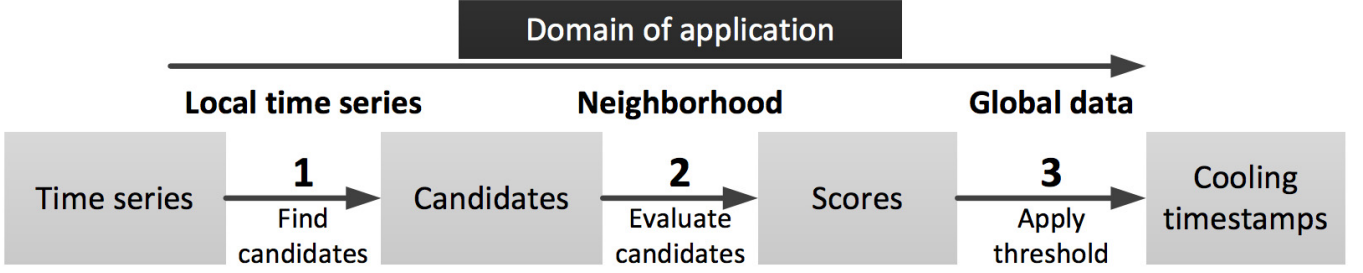 Domain of application
Local time series
Neighborhood
Global data
Time series
1
Find
candidates
Candidates
2
Evaluate
candidates
Scores
3
Apply
threshold
Cooling
timestamps